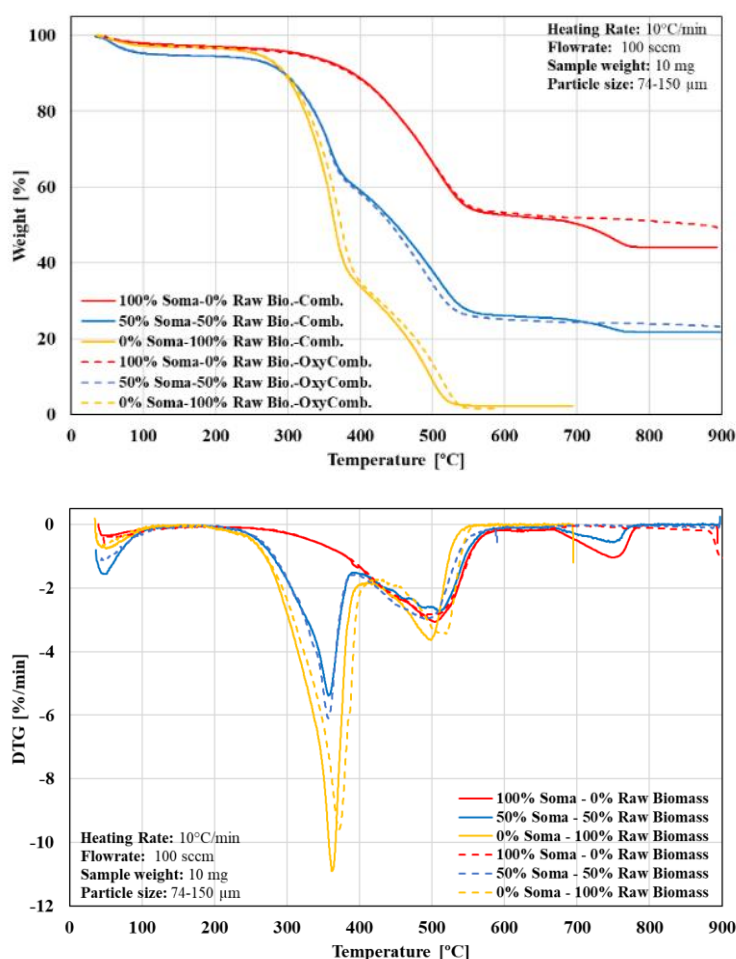 Heating Rate: 10°C/min
Flowrate: 100 sccm
Sample weight: 10 mg
Particle size: 74-150 µm
100
80
60
40
20
0
Weight [%]
100% Soma-0% Raw Bio.-Comb.
50% Soma-50% Raw Bio.-Comb.
0% Soma-100% Raw Bio.-Comb.
100% Soma-0% Raw Bio.-OxyComb.
50% Soma-50% Raw Bio.-OxyComb.
0% Soma-100% Raw Bio.-OxyComb.
0 100 200 300 400 500 600 700 800 900
Temperature [°C]
0
-2
-4
-6
-8
-10
-12
DTG [%/min]
Heating Rate: 10°C/min
Flowrate: 100 sccm
Sample weight: 10 mg
Particle size: 74-150 µm
100% Soma - 0% Raw Biomass
50% Soma - 50% Raw Biomass
0% Soma - 100% Raw Biomass
100% Soma - 0% Raw Biomass
50% Soma - 50% Raw Biomass
0% Soma - 100% Raw Biomass
0 100 200 300 400 500 600 700 800 900
Temperature [°C]